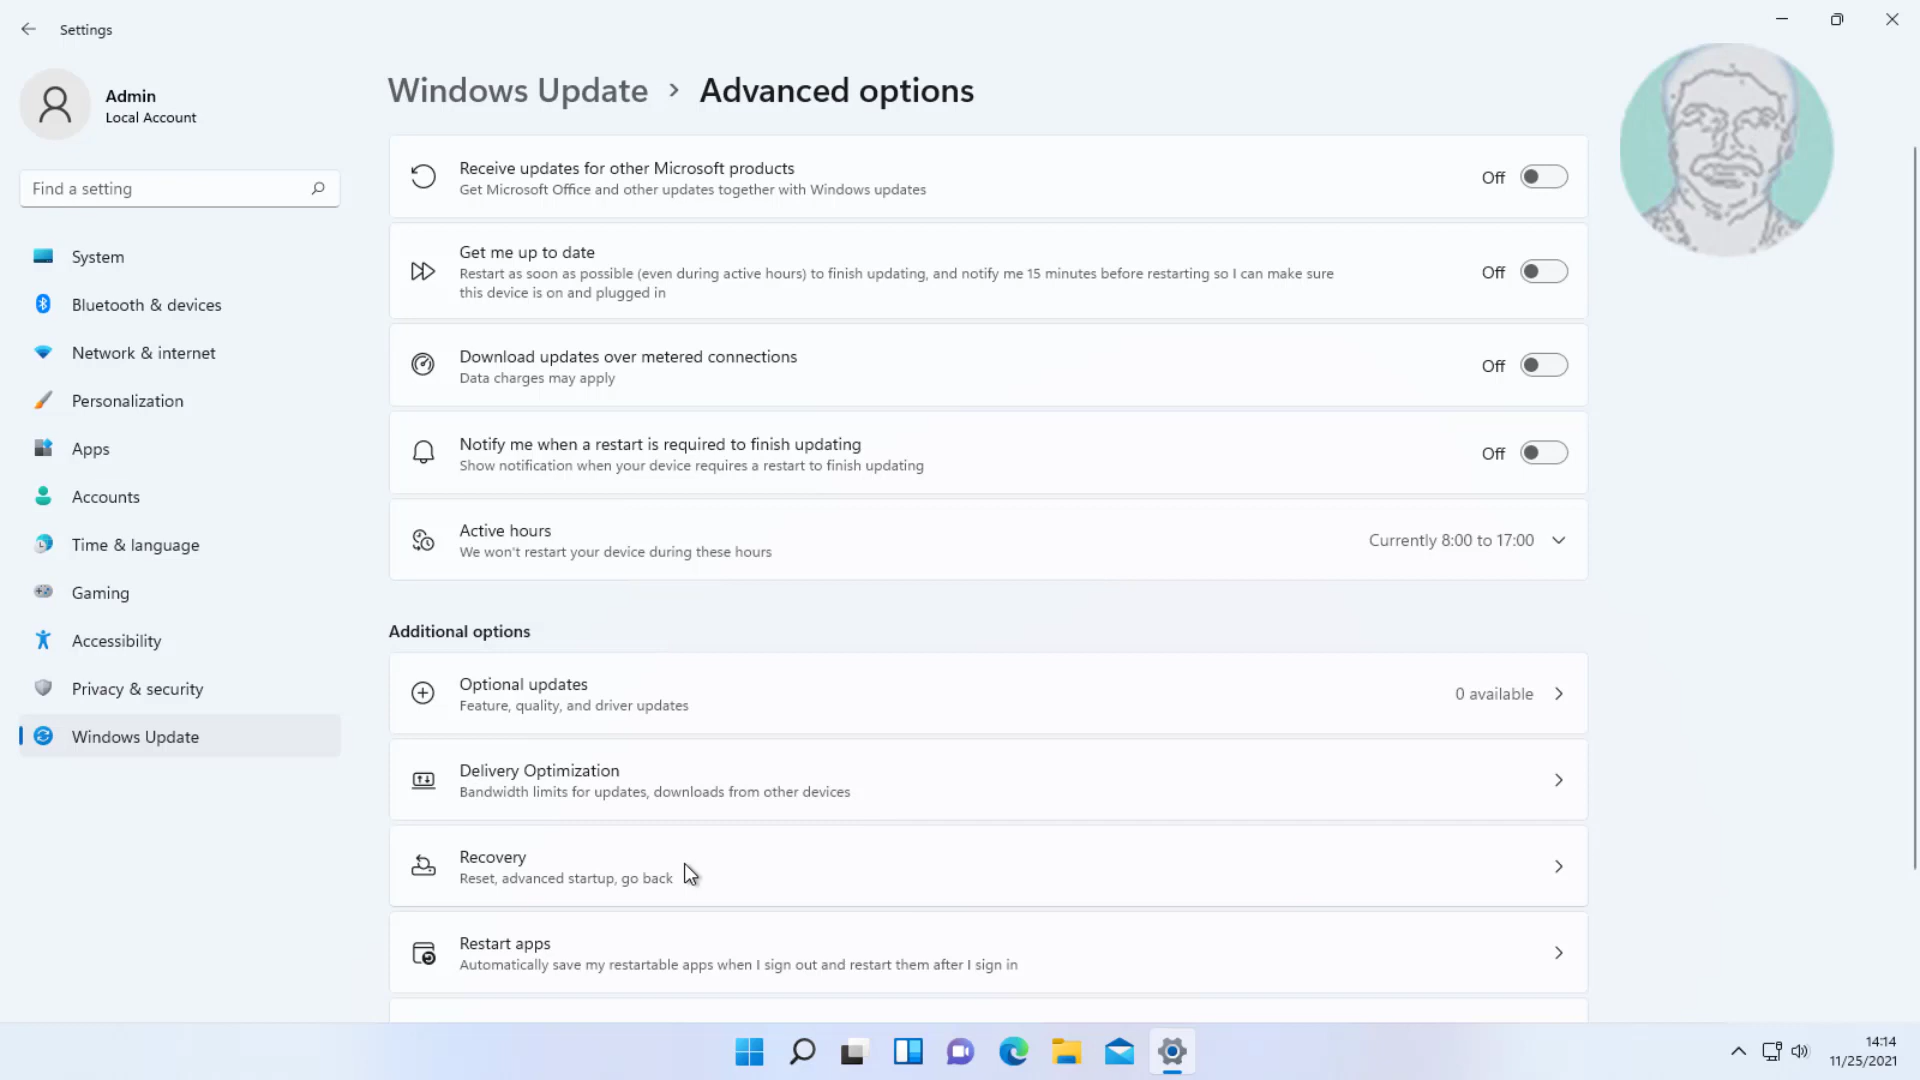 Settings
Admin
Local Account
Find a setting
System
Bluetooth & devices
Network & internet
Personalization
Apps
Accounts
Time & language
Gaming
Accessibility
Privacy & security
Windows Update
Windows Update > Advanced options
Receive updates for other Microsoft products
Get Microsoft Office and other updates together with Windows updates
Off
Get me up to date
Restart as soon as possible (even during active hours) to finish updating, and notify me 15 minutes before restarting so I can make sure
this device is on and plugged in
Off
Download updates over metered connections
Data charges may apply
Off
Notify me when a restart is required to finish updating
Show notification when your device requires a restart to finish updating
Off
Active hours
We won't restart your device during these hours
Currently 8:00 to 17:00
Additional options
Optional updates
Feature, quality, and driver updates
0 available
Delivery Optimization
Bandwidth limits for updates, downloads from other devices
Recovery
Reset, advanced startup, go back
Restart apps
Automatically save my restartable apps when I sign out and restart them after I sign in
14:14
11/25/2021